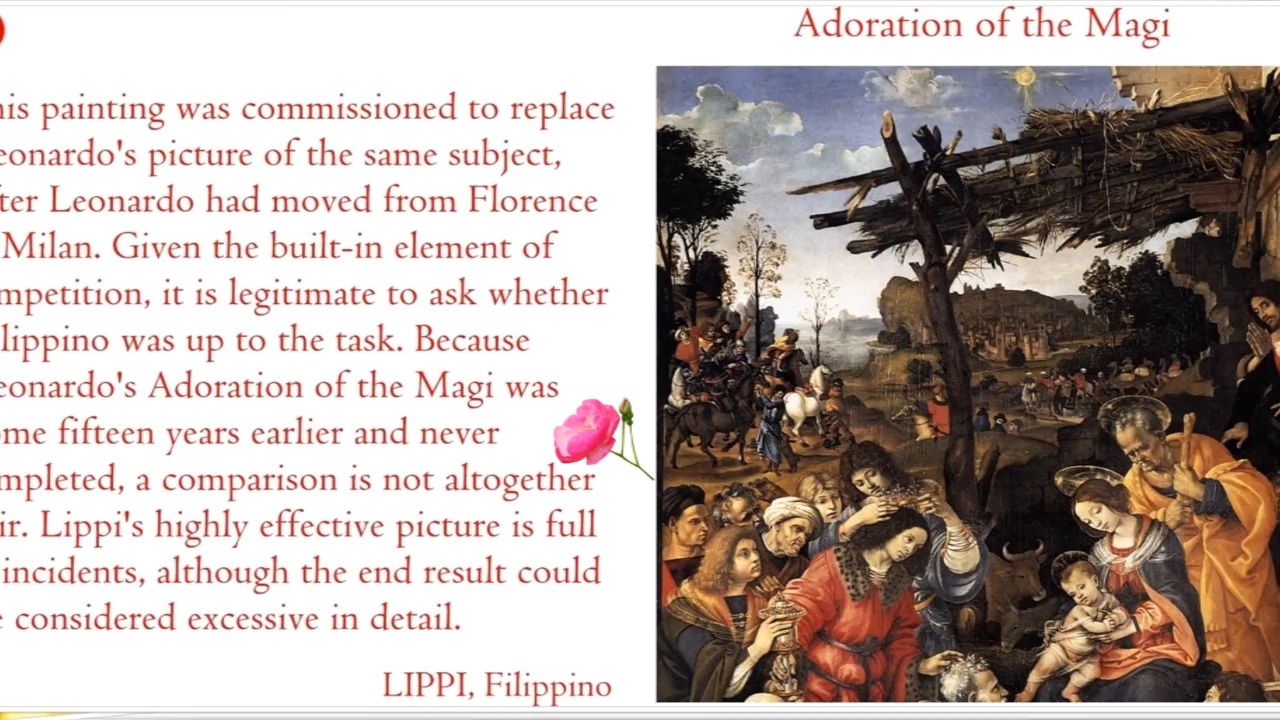 Adoration of the Magi
his painting was commissioned to replace
eonardo's picture of the same subject,
ter Leonardo had moved from Florence
Milan. Given the built-in element of
mpetition, it is legitimate to ask whether
lippino was up to the task. Because
eonardo's Adoration of the Magi was
me fifteen years earlier and never
mpleted, a comparison is not altogether
ir. Lippi's highly effective picture is full
incidents, although the end result could
e considered excessive in detail.
LIPPI, Filippino